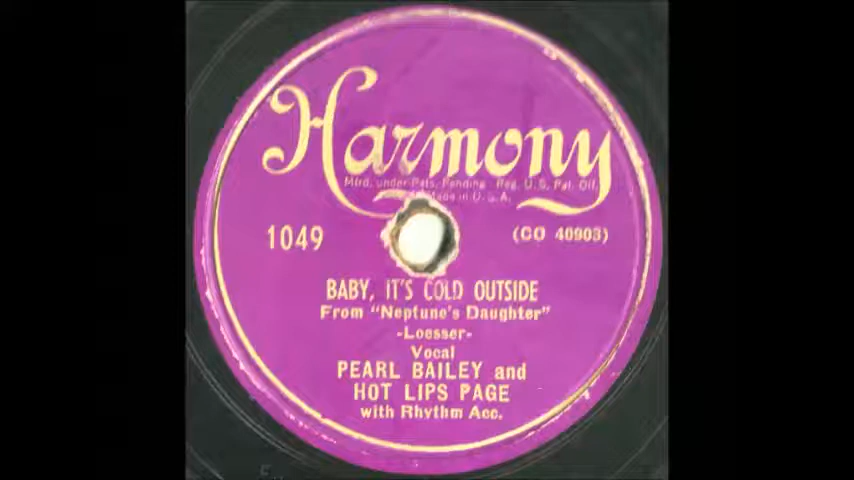 Harmony
Mfrd. under Pats. Pending Reg. U.S. Pat. Off.
Made in U.S.A.
1049
(CO 40903)
BABY, IT'S COLD OUTSIDE
From "Neptune's Daughter"
-Loesser-
Vocal
PEARL BAILEY and
HOT LIPS PAGE
with Rhythm Acc.